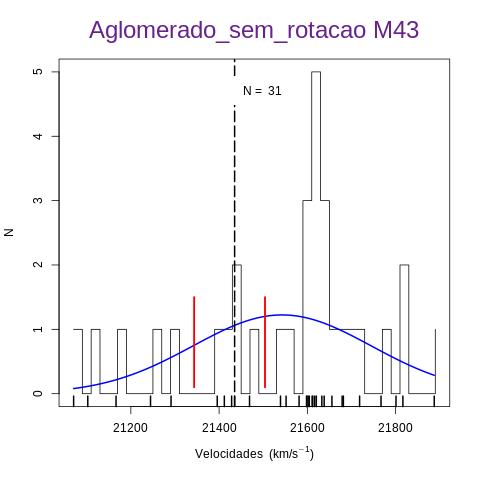 Aglomerado_sem_rotacao M43
N = 31
5
4
3
2
1
0
N
21200 21400 21600 21800
Velocidades (km/s⁻¹)